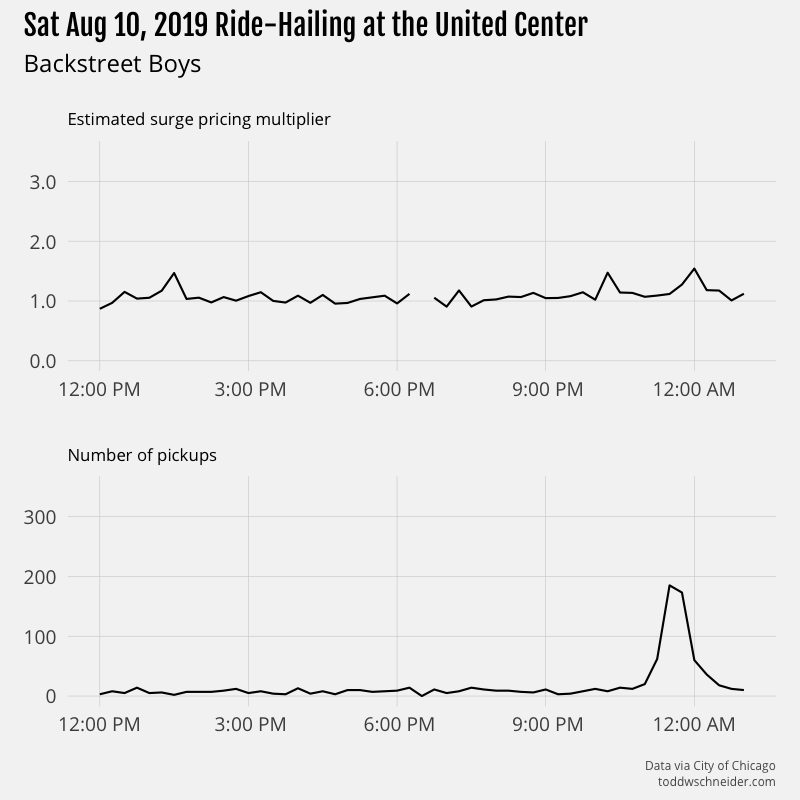 Sat Aug 10, 2019 Ride-Hailing at the United Center
Backstreet Boys
Estimated surge pricing multiplier
3.0
2.0
1.0
0.0
12:00 PM 3:00 PM 6:00 PM 9:00 PM 12:00 AM
Number of pickups
300
200
100
0
12:00 PM 3:00 PM 6:00 PM 9:00 PM 12:00 AM
Data via City of Chicago
toddwschneider.com